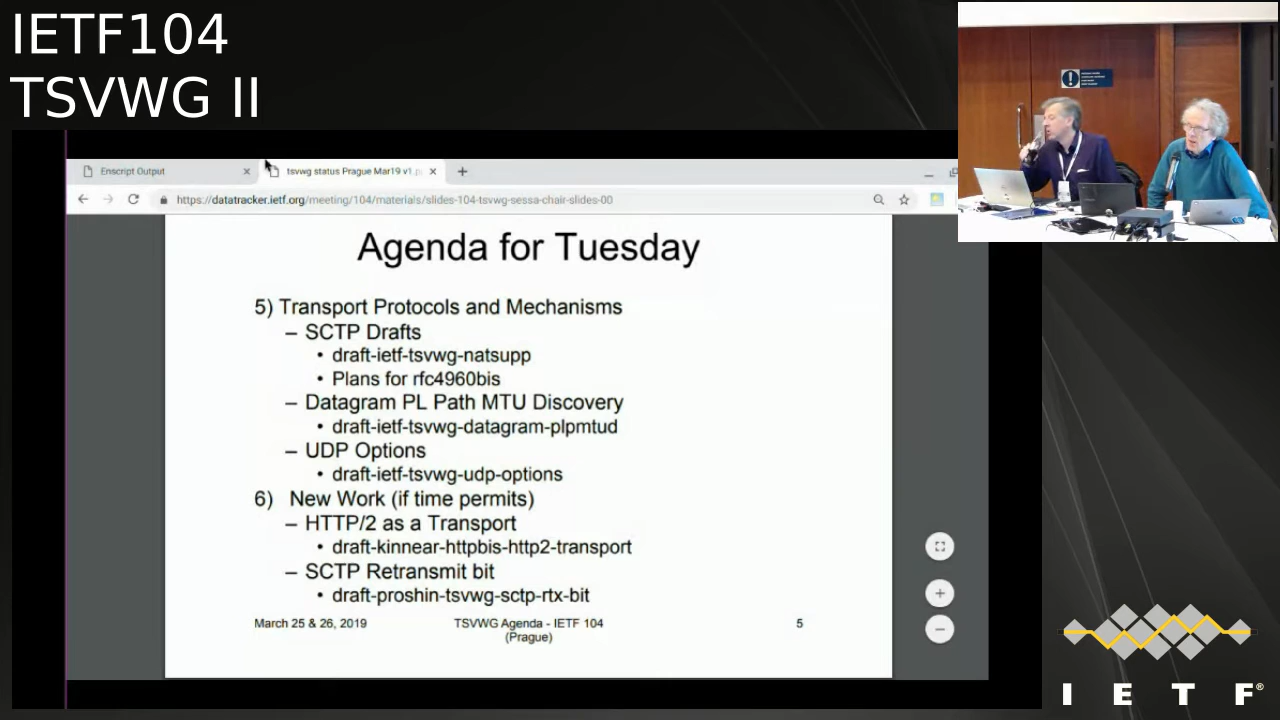 IETF104
TSVWG II
Enscript Output
tsvwg status Prague Mar19 v1.p
https://datatracker.ietf.org/meeting/104/materials/slides-104-tsvwg-sessa-chair-slides-00
Agenda for Tuesday
5) Transport Protocols and Mechanisms
– SCTP Drafts
• draft-ietf-tsvwg-natsupp
• Plans for rfc4960bis
– Datagram PL Path MTU Discovery
• draft-ietf-tsvwg-datagram-plpmtud
– UDP Options
• draft-ietf-tsvwg-udp-options
6) New Work (if time permits)
– HTTP/2 as a Transport
• draft-kinnear-httpbis-http2-transport
– SCTP Retransmit bit
• draft-proshin-tsvwg-sctp-rtx-bit
March 25 & 26, 2019
TSVWG Agenda - IETF 104
(Prague)
5
I E T F®